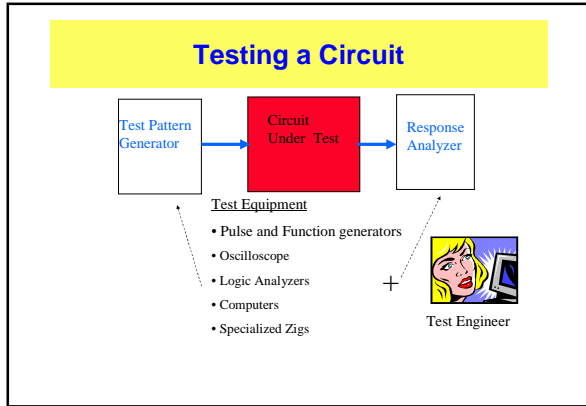 Testing a Circuit
Test Pattern
Generator
Circuit
Under Test
Response
Analyzer
Test Equipment
• Pulse and Function generators
• Oscilloscope
• Logic Analyzers
• Computers
• Specialized Zigs
+
Test Engineer